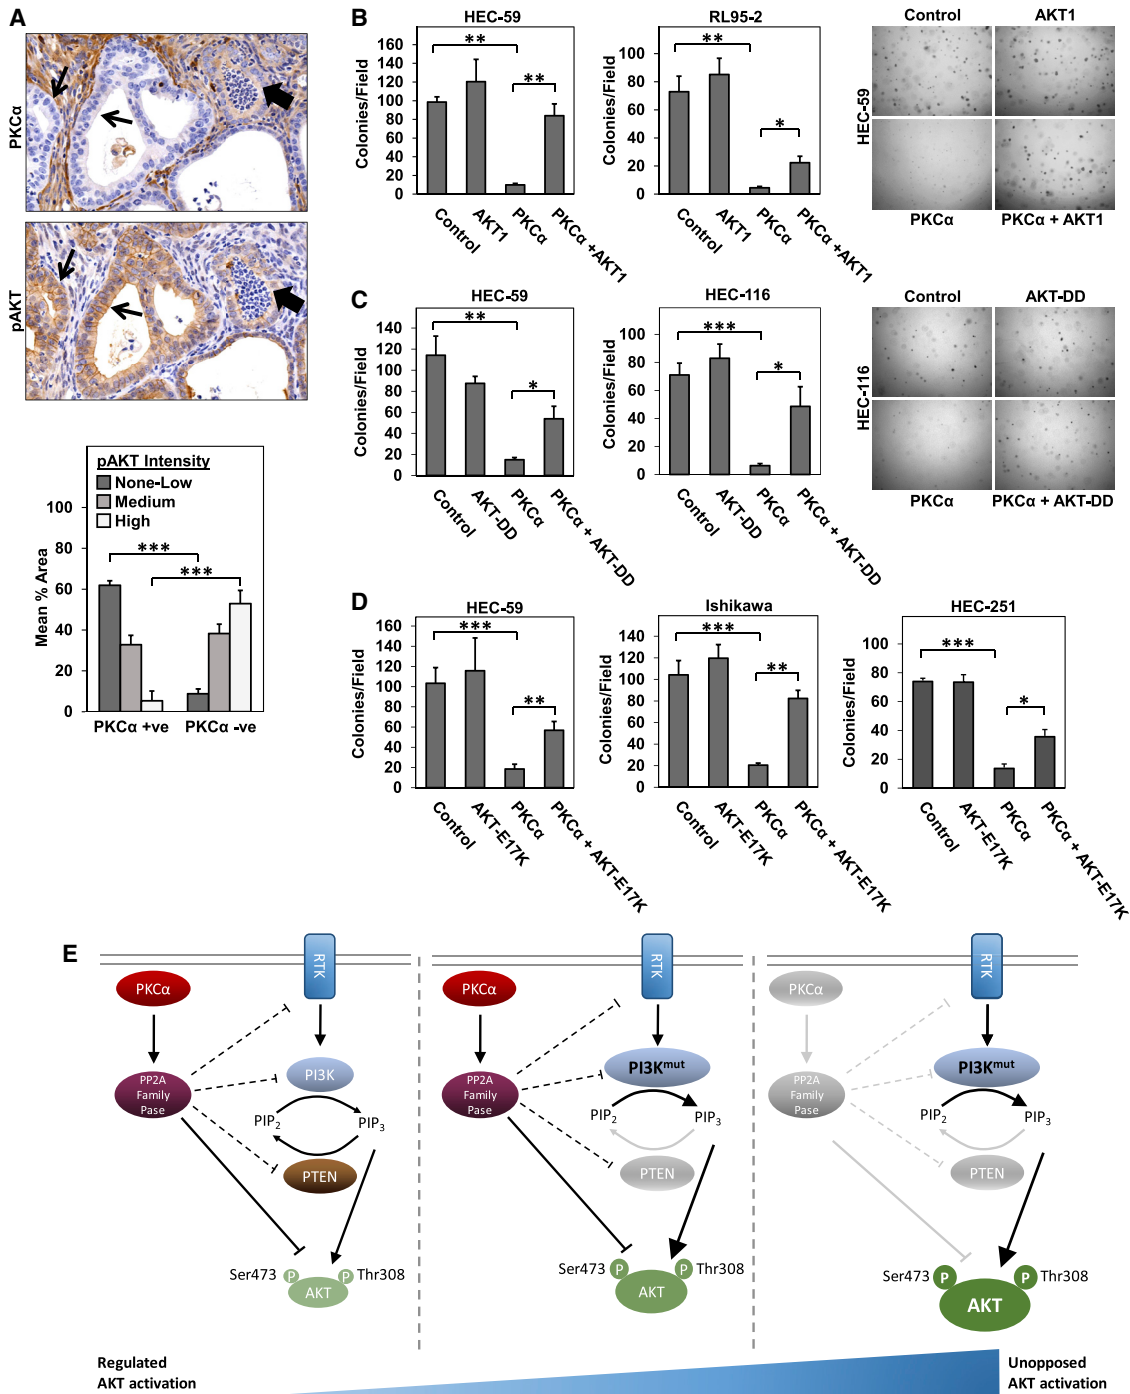 A
PKCα
pAKT
pAKT Intensity
None-Low
Medium
High
Mean % Area
100
80
60
40
20
0
***
***
PKCα +ve
PKCα -ve
B
HEC-59
Colonies/Field
160
140
120
100
80
60
40
20
0
**
**
Control
AKT1
PKCα
PKCα +AKT1
RL95-2
Colonies/Field
100
80
60
40
20
0
**
*
Control
AKT1
PKCα
PKCα +AKT1
HEC-59
Control
AKT1
PKCα
PKCα + AKT1
C
HEC-59
Colonies/Field
140
120
100
80
60
40
20
0
**
*
Control
AKT-DD
PKCα
PKCα + AKT-DD
HEC-116
Colonies/Field
100
80
60
40
20
0
***
*
Control
AKT-DD
PKCα
PKCα + AKT-DD
HEC-116
Control
AKT-DD
PKCα
PKCα + AKT-DD
D
HEC-59
Colonies/Field
160
140
120
100
80
60
40
20
0
***
**
Control
AKT-E17K
PKCα
PKCα + AKT-E17K
Ishikawa
Colonies/Field
140
120
100
80
60
40
20
0
***
**
Control
AKT-E17K
PKCα
PKCα + AKT-E17K
HEC-251
Colonies/Field
100
80
60
40
20
0
***
*
Control
AKT-E17K
PKCα
PKCα + AKT-E17K
E
RTK
PKCα
PP2A
Family
Pase
PI3K
PIP2
PIP3
PTEN
Ser473
P
P
Thr308
AKT
RTK
PKCα
PP2A
Family
Pase
PI3Kmut
PIP2
PIP3
PTEN
Ser473
P
P
Thr308
AKT
RTK
PKCα
PP2A
Family
Pase
PI3Kmut
PIP2
PIP3
PTEN
Ser473
P
P
Thr308
AKT
Regulated
AKT activation
Unopposed
AKT activation